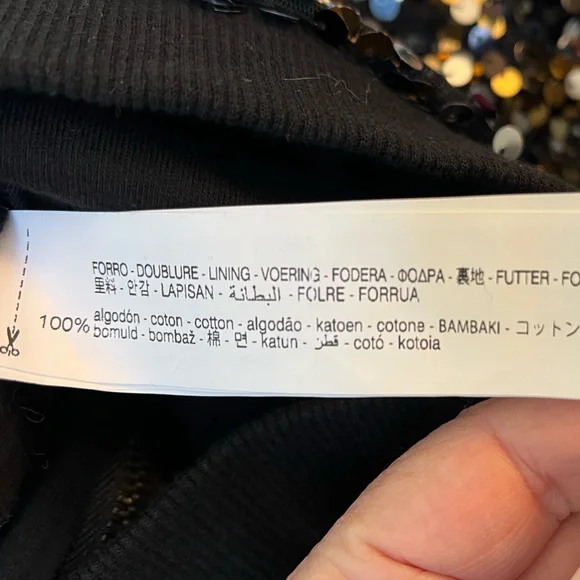 FORRO - DOUBLURE - LINING - VOERING - FODERA - ΦΟΔΡΑ - 裏地 - FUTTER - FO
里料 - 안감 - LAPISAN - البطانة - FOLRE - FORRUA
100% algodón - coton - cotton - algodão - katoen - cotone - BAMBAKI - コットン
bomuld - bombaž - 棉 - 면 - katun - قطن - cotó - kotoia